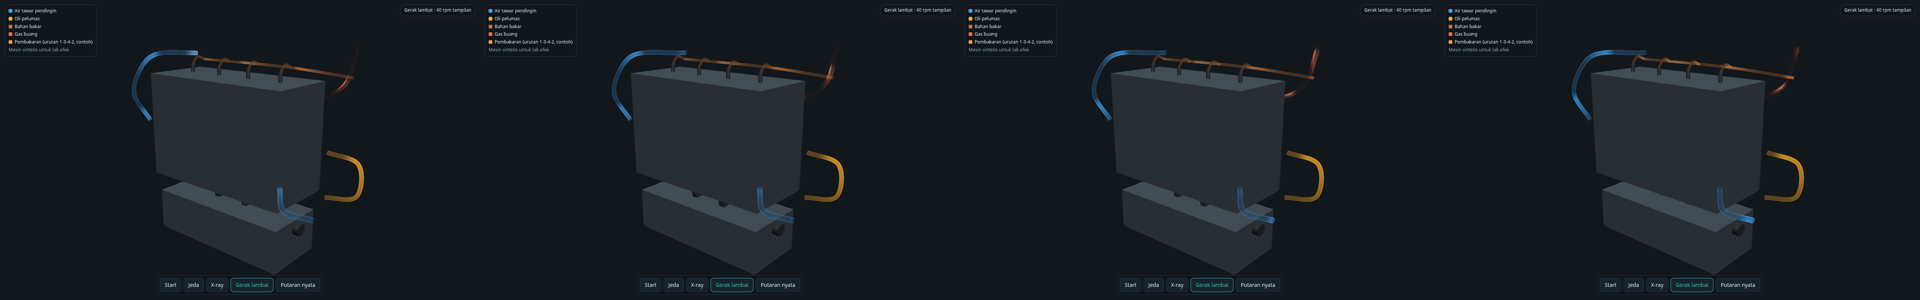 Air tawar pendingin
Oli pelumas
Bahan bakar
Gas buang
Pembakaran (urutan 1-3-4-2, contoh)
Mesin sintetis untuk lab efek
Gerak lambat · 40 rpm tampilan
Start
Jeda
X-ray
Gerak lambat
Putaran nyata
Air tawar pendingin
Oli pelumas
Bahan bakar
Gas buang
Pembakaran (urutan 1-3-4-2, contoh)
Mesin sintetis untuk lab efek
Gerak lambat · 40 rpm tampilan
Start
Jeda
X-ray
Gerak lambat
Putaran nyata
Air tawar pendingin
Oli pelumas
Bahan bakar
Gas buang
Pembakaran (urutan 1-3-4-2, contoh)
Mesin sintetis untuk lab efek
Gerak lambat · 40 rpm tampilan
Start
Jeda
X-ray
Gerak lambat
Putaran nyata
Air tawar pendingin
Oli pelumas
Bahan bakar
Gas buang
Pembakaran (urutan 1-3-4-2, contoh)
Mesin sintetis untuk lab efek
Gerak lambat · 40 rpm tampilan
Start
Jeda
X-ray
Gerak lambat
Putaran nyata